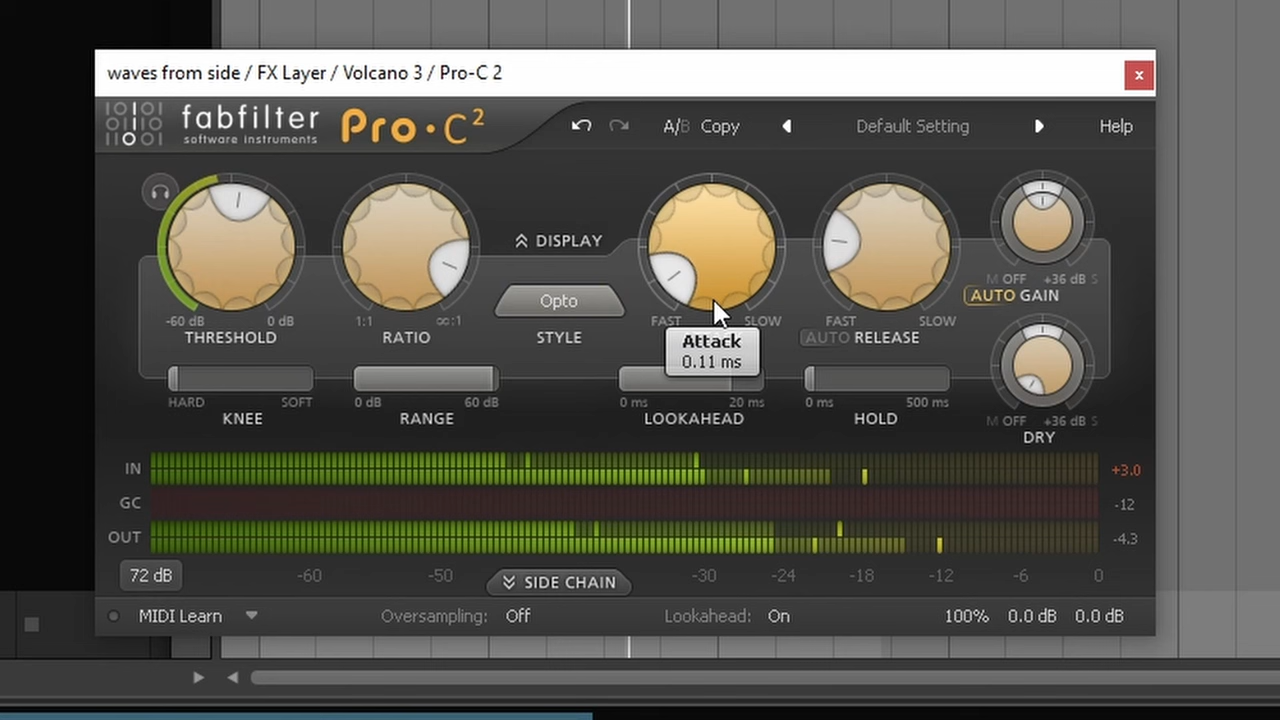 waves from side / FX Layer / Volcano 3 / Pro-C 2
x
fabfilter
software instruments
Pro·C²
A/B Copy
Default Setting
Help
DISPLAY
M OFF +36 dB S
AUTO GAIN
Opto
-60 dB 0 dB
THRESHOLD
1:1 ∞:1
RATIO
STYLE
FAST SLOW
Attack
0.11 ms
FAST SLOW
AUTO RELEASE
HARD SOFT
KNEE
0 dB 60 dB
RANGE
0 ms 20 ms
LOOKAHEAD
0 ms 500 ms
HOLD
M OFF +36 dB S
DRY
IN +3.0
GC -12
OUT -4.3
72 dB -60 -50 SIDE CHAIN -30 -24 -18 -12 -6 0
MIDI Learn Oversampling: Off Lookahead: On 100% 0.0 dB 0.0 dB